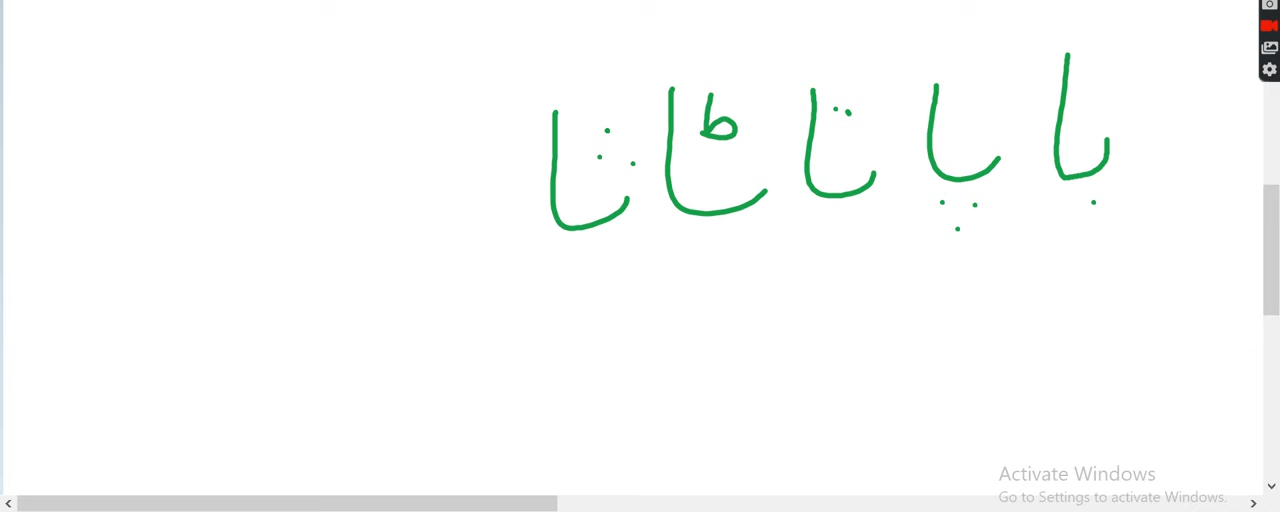 با پا تا ٹا ثا
Activate Windows
Go to Settings to activate Windows.